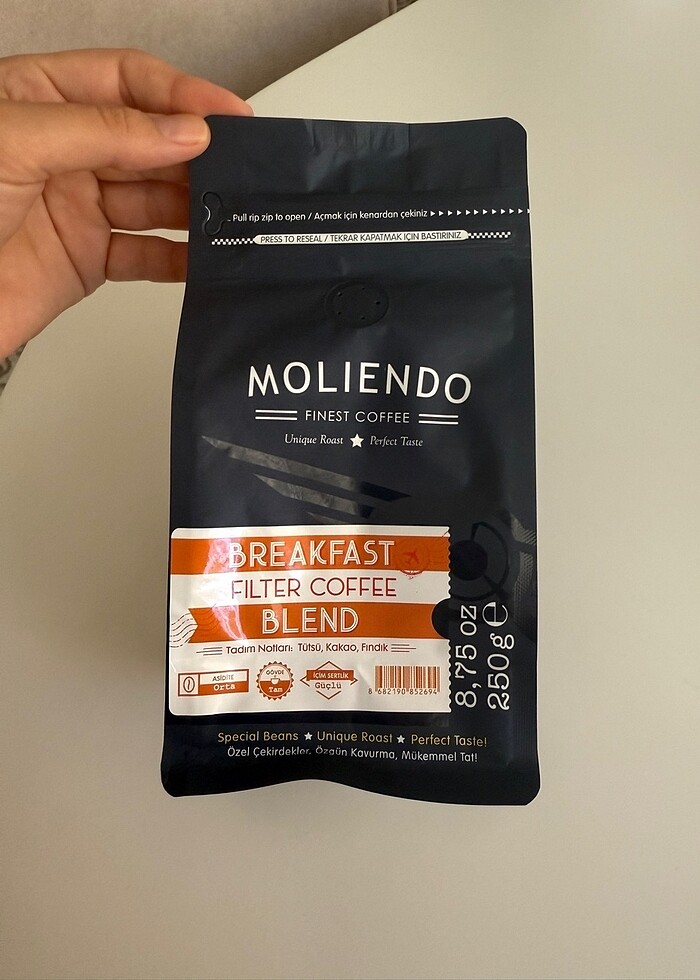 Pull rip zip to open / Açmak için kenardan çekiniz
PRESS TO RESEAL / TEKRAR KAPATMAK İÇİN BASTIRINIZ
MOLIENDO
FINEST COFFEE
Unique Roast ★ Perfect Taste
BREAKFAST
FILTER COFFEE
BLEND
Tadım Notları: Tütsü, Kakao, Fındık
ASİDİTE
Orta
GÖVDE
Tam
İÇİM SERTLİK
Güçlü
8 682190 852694
8,75 oz
250g ℮
Special Beans ★ Unique Roast ★ Perfect Taste!
Özel Çekirdekler, Özgün Kavurma, Mükemmel Tat!